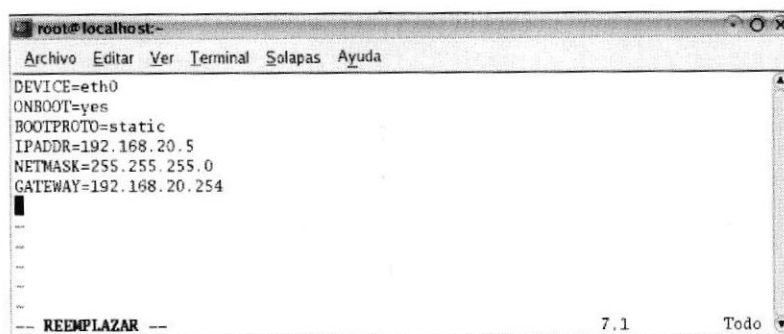 root@localhost:~
Archivo Editar Ver Terminal Solapas Ayuda
DEVICE=eth0
ONBOOT=yes
BOOTPROTO=static
IPADDR=192.168.20.5
NETMASK=255.255.255.0
GATEWAY=192.168.20.254
~
~
~
~
~
-- REEMPLAZAR -- 7,1 Todo